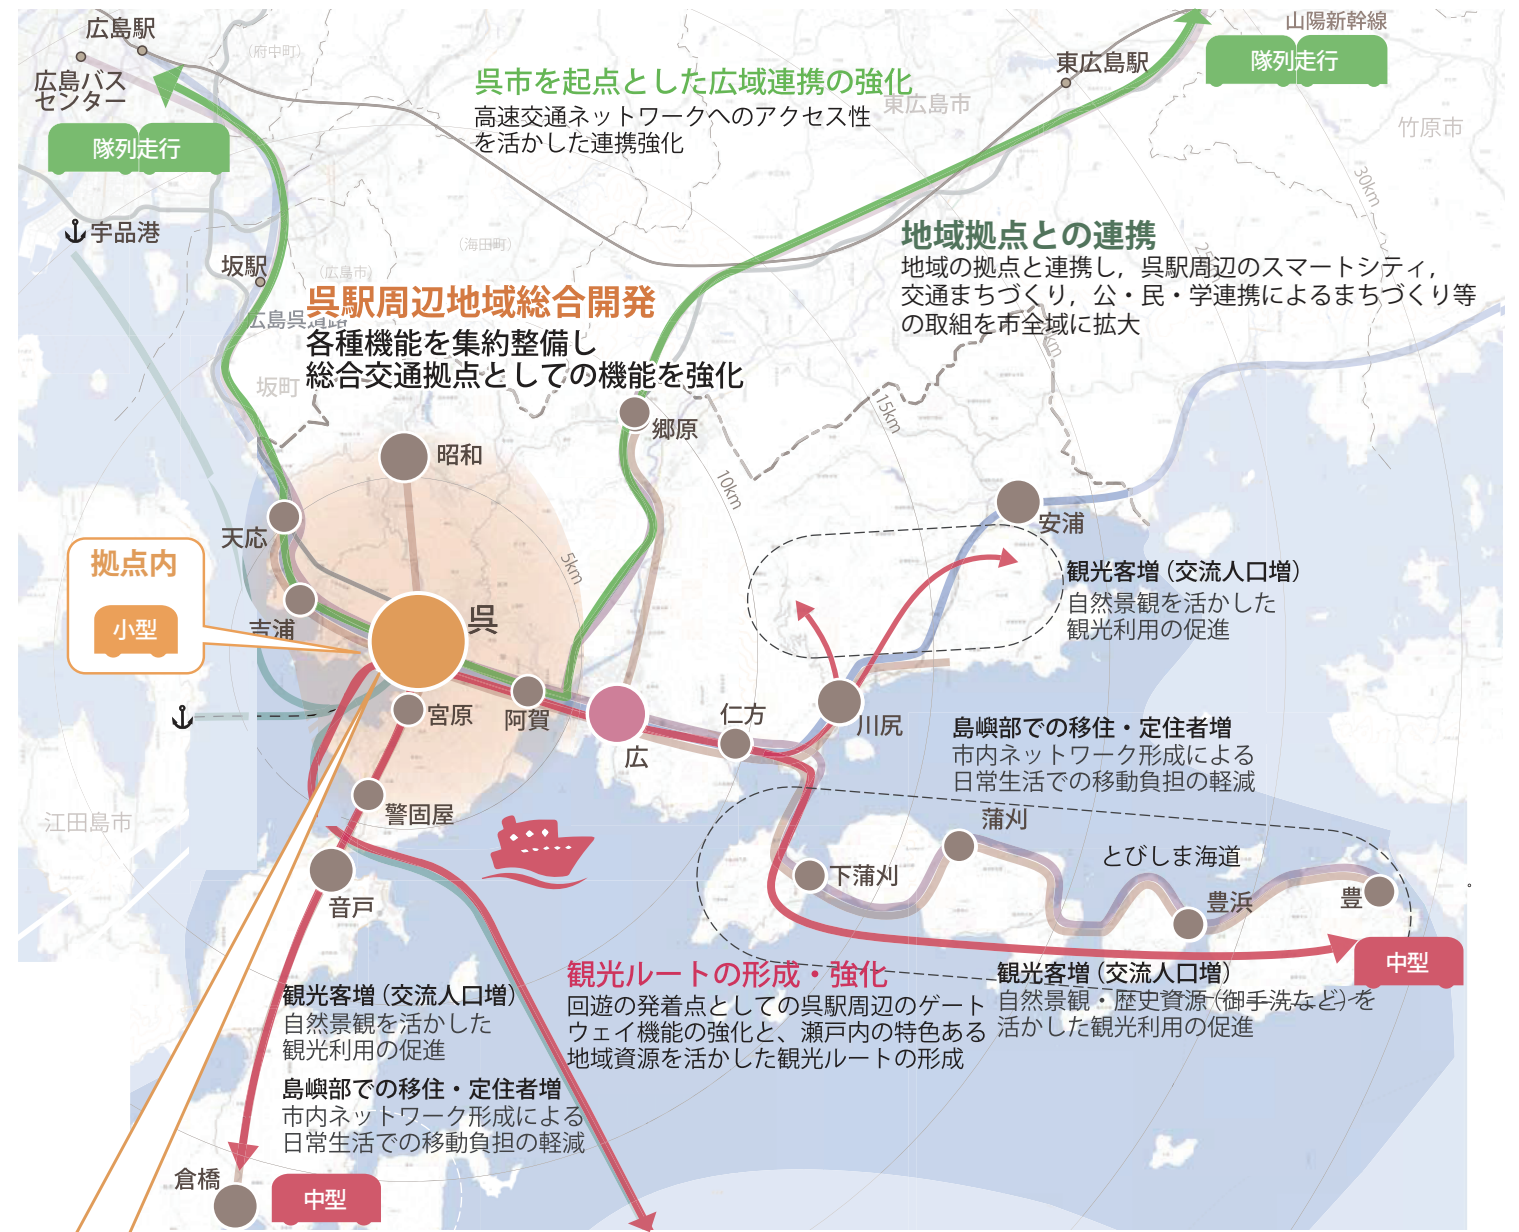 広島駅
広島バス
センター
隊列走行
宇品港
坂駅
(府中町)
(海田町)
(広島市)
広島呉道路
坂町
呉市を起点とした広域連携の強化
高速交通ネットワークへのアクセス性
を活かした連携強化
東広島市
東広島駅
山陽新幹線
隊列走行
竹原市
30km
地域拠点との連携
地域の拠点と連携し，呉駅周辺のスマートシティ，
交通まちづくり，公・民・学連携によるまちづくり等
の取組を市全域に拡大
呉駅周辺地域総合開発
各種機能を集約整備し
総合交通拠点としての機能を強化
郷原
昭和
15km
10km
5km
天応
安浦
拠点内
小型
吉浦
呉
観光客増（交流人口増）
自然景観を活かした
観光利用の促進
宮原
阿賀
広
仁方
川尻
島嶼部での移住・定住者増
市内ネットワーク形成による
日常生活での移動負担の軽減
警固屋
江田島市
蒲刈
とびしま海道
下蒲刈
豊浜
豊
音戸
中型
観光ルートの形成・強化
回遊の発着点としての呉駅周辺のゲート
ウェイ機能の強化と、瀬戸内の特色ある
地域資源を活かした観光ルートの形成
観光客増（交流人口増）
自然景観・歴史資源（御手洗など）を
活かした観光利用の促進
観光客増（交流人口増）
自然景観を活かした
観光利用の促進
島嶼部での移住・定住者増
市内ネットワーク形成による
日常生活での移動負担の軽減
倉橋
中型